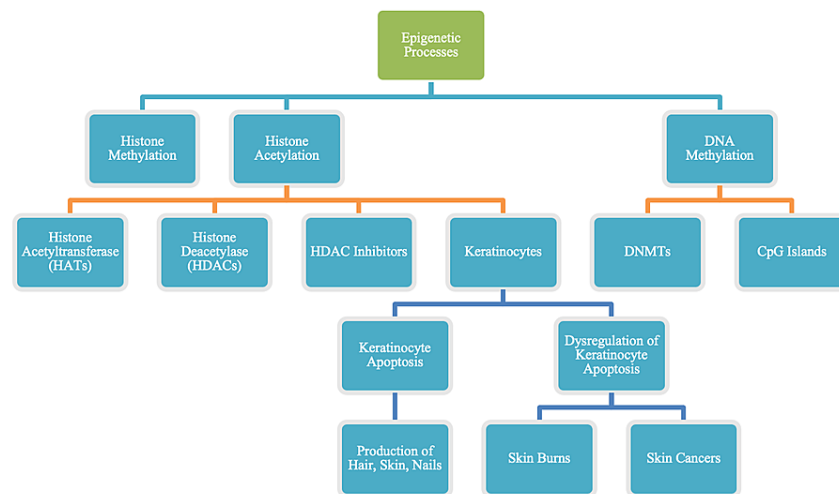 Epigenetic
Processes
Histone
Methylation
Histone
Acetylation
DNA
Methylation
Histone
Acetyltransferase
(HATs)
Histone
Deacetylase
(HDACs)
HDAC Inhibitors
Keratinocytes
DNMTs
CpG Islands
Keratinocyte
Apoptosis
Dysregulation of
Keratinocyte
Apoptosis
Production of
Hair, Skin, Nails
Skin Burns
Skin Cancers